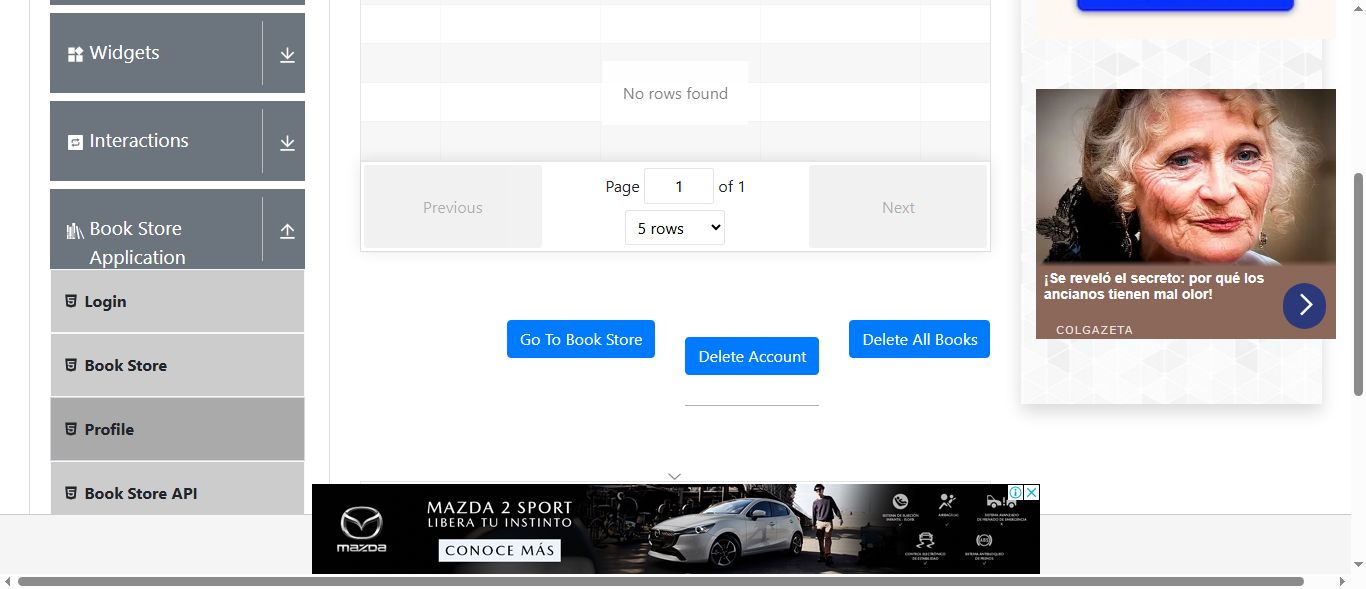 Widgets
Interactions
Book Store
Application
Login
Book Store
Profile
Book Store API
No rows found
Previous
Page 1 of 1
5 rows
Next
Go To Book Store
Delete Account
Delete All Books
¡Se reveló el secreto: por qué los
ancianos tienen mal olor!
COLGAZETA
mazda
MAZDA 2 SPORT
LIBERA TU INSTINTO
CONOCE MÁS